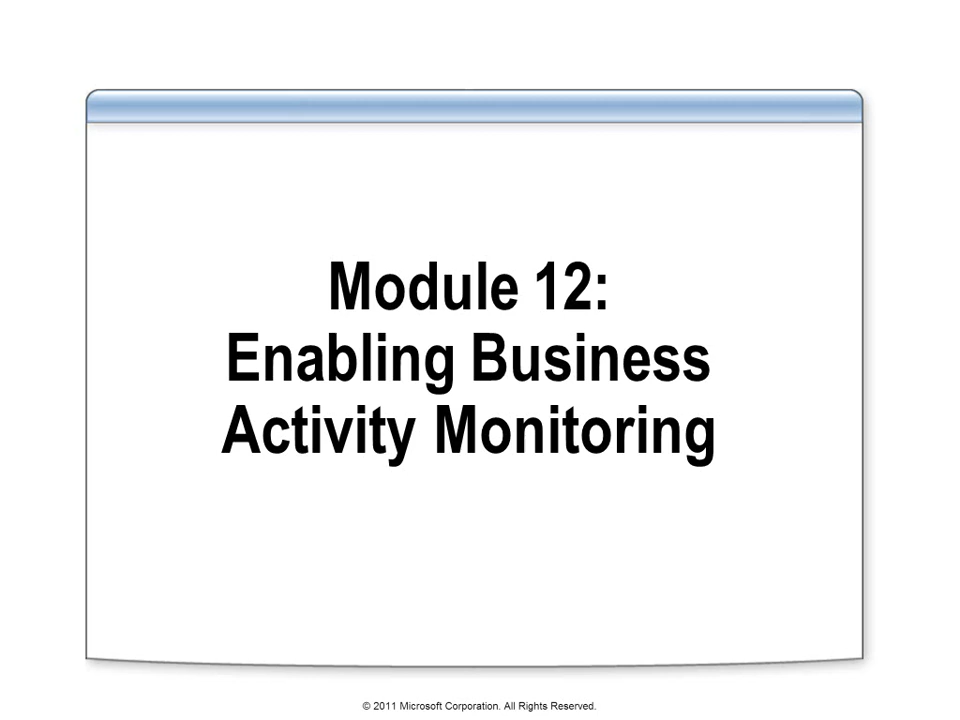 Module 12:
Enabling Business
Activity Monitoring
© 2011 Microsoft Corporation. All Rights Reserved.